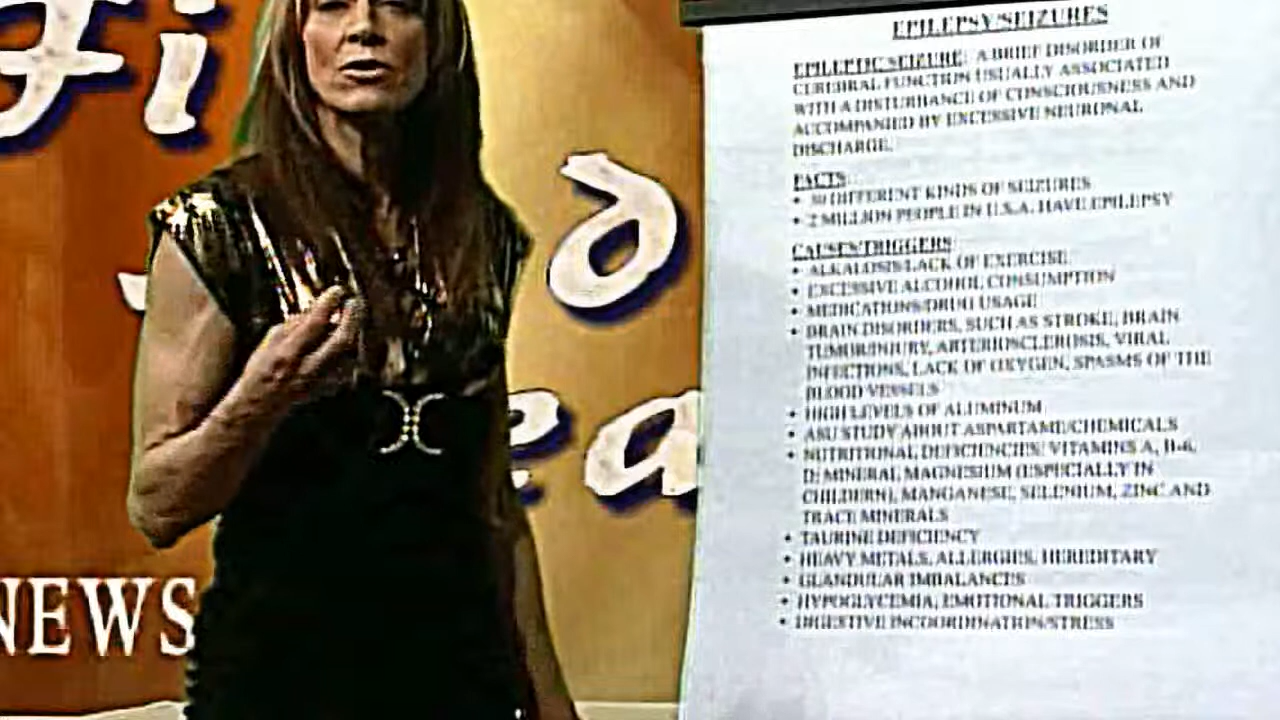 Fi
d
ea
NEWS
EPILEPSY/SEIZURES
EPILEPTIC SEIZURE: A BRIEF DISORDER OF
CEREBRAL FUNCTION USUALLY ASSOCIATED
WITH A DISTURBANCE OF CONSCIOUSNESS AND
ACCOMPANIED BY EXCESSIVE NEURONAL
DISCHARGE.
FACTS:
• 30 DIFFERENT KINDS OF SEIZURES
• 2 MILLION PEOPLE IN U.S.A. HAVE EPILEPSY
CAUSES/TRIGGERS:
• ALKALOSIS/LACK OF EXERCISE
• EXCESSIVE ALCOHOL CONSUMPTION
• MEDICATIONS/DRUG USAGE
• BRAIN DISORDERS, SUCH AS STROKE, BRAIN
TUMOR/INJURY, ARTERIOSCLEROSIS, VIRAL
INFECTIONS, LACK OF OXYGEN, SPASMS OF THE
BLOOD VESSELS
• HIGH LEVELS OF ALUMINUM
• ASU STUDY ABOUT ASPARTAME/CHEMICALS
• NUTRITIONAL DEFICIENCIES: VITAMINS A, B-6,
D; MINERAL MAGNESIUM (ESPECIALLY IN
CHILDERN), MANGANESE, SELENIUM, ZINC AND
TRACE MINERALS
• TAURINE DEFICIENCY
• HEAVY METALS, ALLERGIES, HEREDITARY
• GLANDULAR IMBALANCES
• HYPOGLYCEMIA, EMOTIONAL TRIGGERS
• DIGESTIVE INCOORDINATION/STRESS